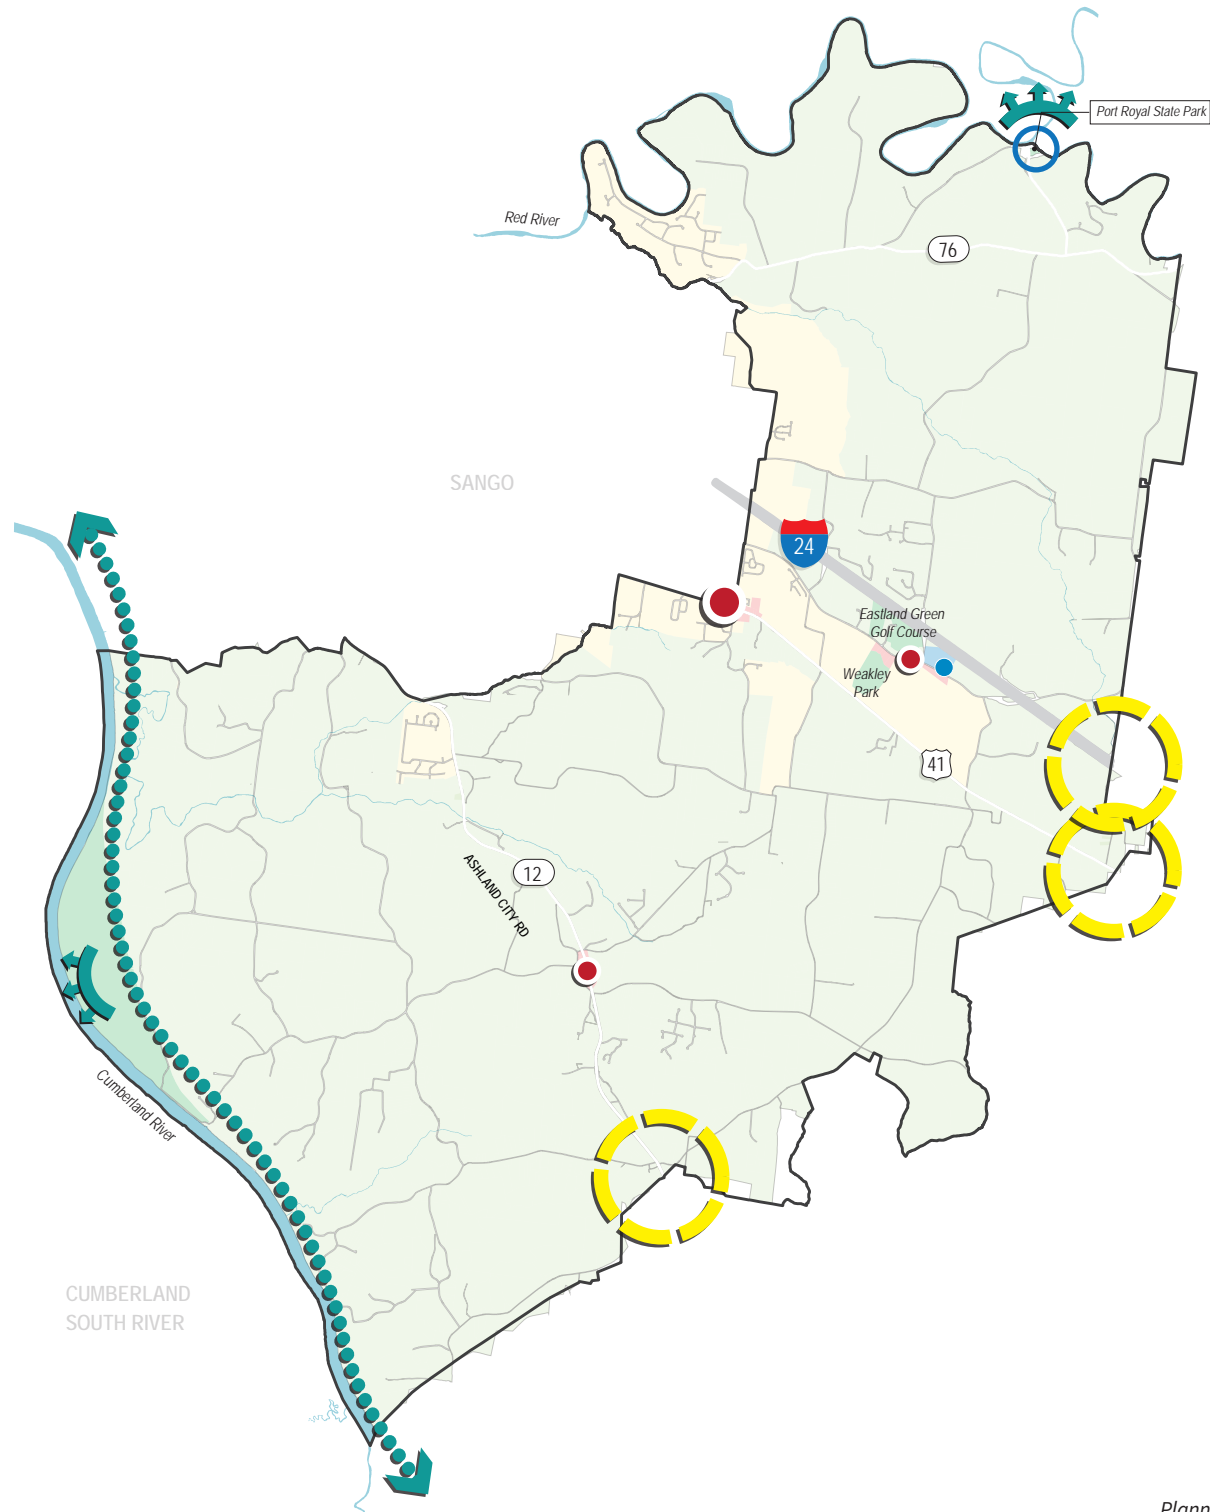 Port Royal State Park
Red River
76
SANGO
24
Eastland Green
Golf Course
Weakley
Park
41
12
ASHLAND CITY RD
Cumberland River
CUMBERLAND
SOUTH RIVER
Plann